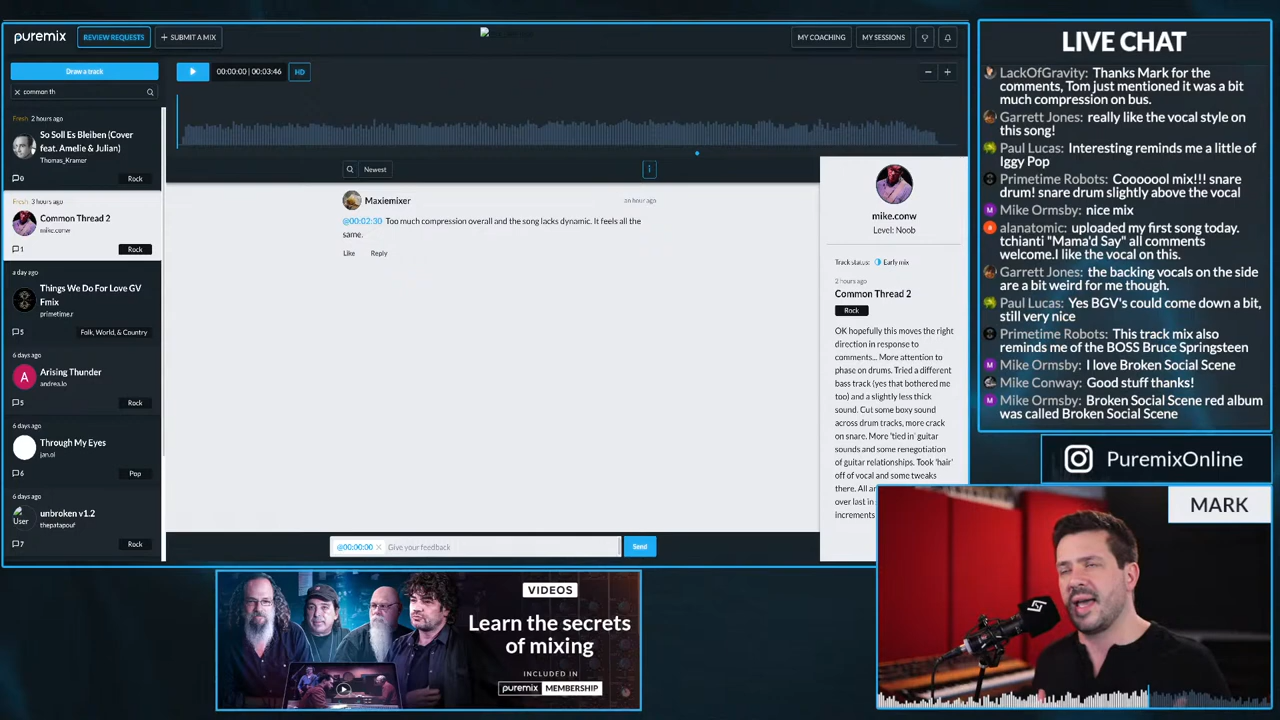 puremix
REVIEW REQUESTS
+ SUBMIT A MIX
MY COACHING
MY SESSIONS
Draw a track
× common th
Fresh 2 hours ago
So Soll Es Bleiben (Cover
feat. Amelie & Julian)
Thomas_Kramer
0
Rock
Fresh 3 hours ago
Common Thread 2
mike.conw
1
Rock
a day ago
Things We Do For Love GV
Fmix
primetime.r
5
Folk, World, & Country
6 days ago
A
Arising Thunder
andrea.lo
5
Rock
6 days ago
Through My Eyes
jan.ol
6
Pop
6 days ago
User
unbroken v1.2
thepatapouf
7
Rock
00:00:00 | 00:03:46
HD
− +
Newest
i
Maxiemixer
an hour ago
@00:02:30 Too much compression overall and the song lacks dynamic. It feels all the
same.
Like
Reply
@00:00:00 ×
Give your feedback
Send
mike.conw
Level: Noob
Track status: Early mix
2 hours ago
Common Thread 2
Rock
OK hopefully this moves the right
direction in response to
comments... More attention to
phase on drums. Tried a different
bass track (yes that bothered me
too) and a slightly less thick
sound. Cut some boxy sound
across drum tracks, more crack
on snare. More 'tied in' guitar
sounds and some renegotiation
of guitar relationships. Took 'hair'
off of vocal and some tweaks
there. All
over last in
increments
LIVE CHAT
LackOfGravity: Thanks Mark for the
comments, Tom just mentioned it was a bit
much compression on bus.
Garrett Jones: really like the vocal style on
this song!
Paul Lucas: Interesting reminds me a little of
Iggy Pop
Primetime Robots: Cooooool mix!!! snare
drum! snare drum slightly above the vocal
M Mike Ormsby: nice mix
a alanatomic: uploaded my first song today.
tchianti "Mama'd Say" all comments
welcome.I like the vocal on this.
Garrett Jones: the backing vocals on the side
are a bit weird for me though.
Paul Lucas: Yes BGV's could come down a bit,
still very nice
Primetime Robots: This track mix also
reminds me of the BOSS Bruce Springsteen
M Mike Ormsby: I love Broken Social Scene
Mike Conway: Good stuff thanks!
M Mike Ormsby: Broken Social Scene red album
was called Broken Social Scene
PuremixOnline
MARK
VIDEOS
Learn the secrets
of mixing
INCLUDED IN
puremix MEMBERSHIP